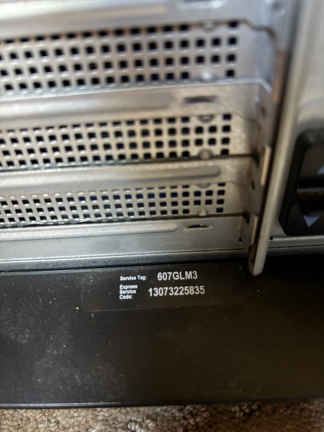 Service Tag: 607GLM3
Express
Service
Code: 13073225835